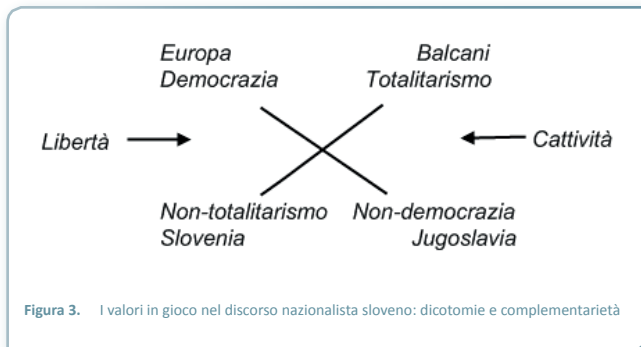 Europa
Democrazia
Balcani
Totalitarismo
Libertà
Cattività
Non-totalitarismo
Slovenia
Non-democrazia
Jugoslavia
Figura 3. I valori in gioco nel discorso nazionalista sloveno: dicotomie e complementarietà